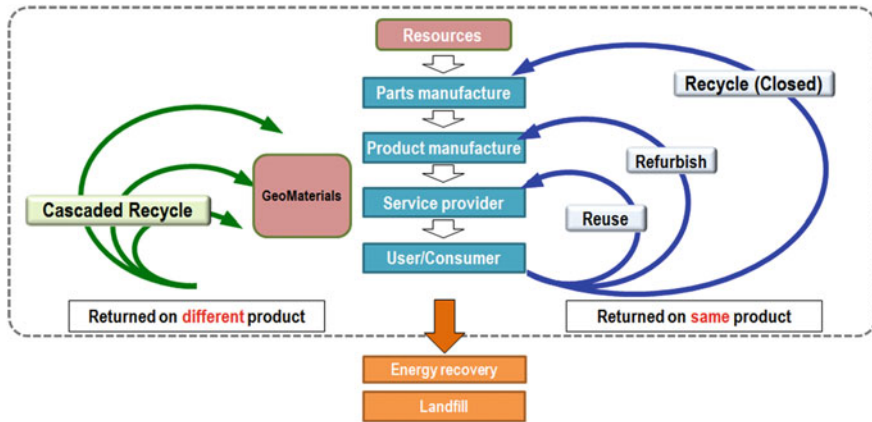 Resources
Parts manufacture
Recycle (Closed)
Product manufacture
Refurbish
GeoMaterials
Cascaded Recycle
Service provider
Reuse
User/Consumer
Returned on different product
Returned on same product
Energy recovery
Landfill